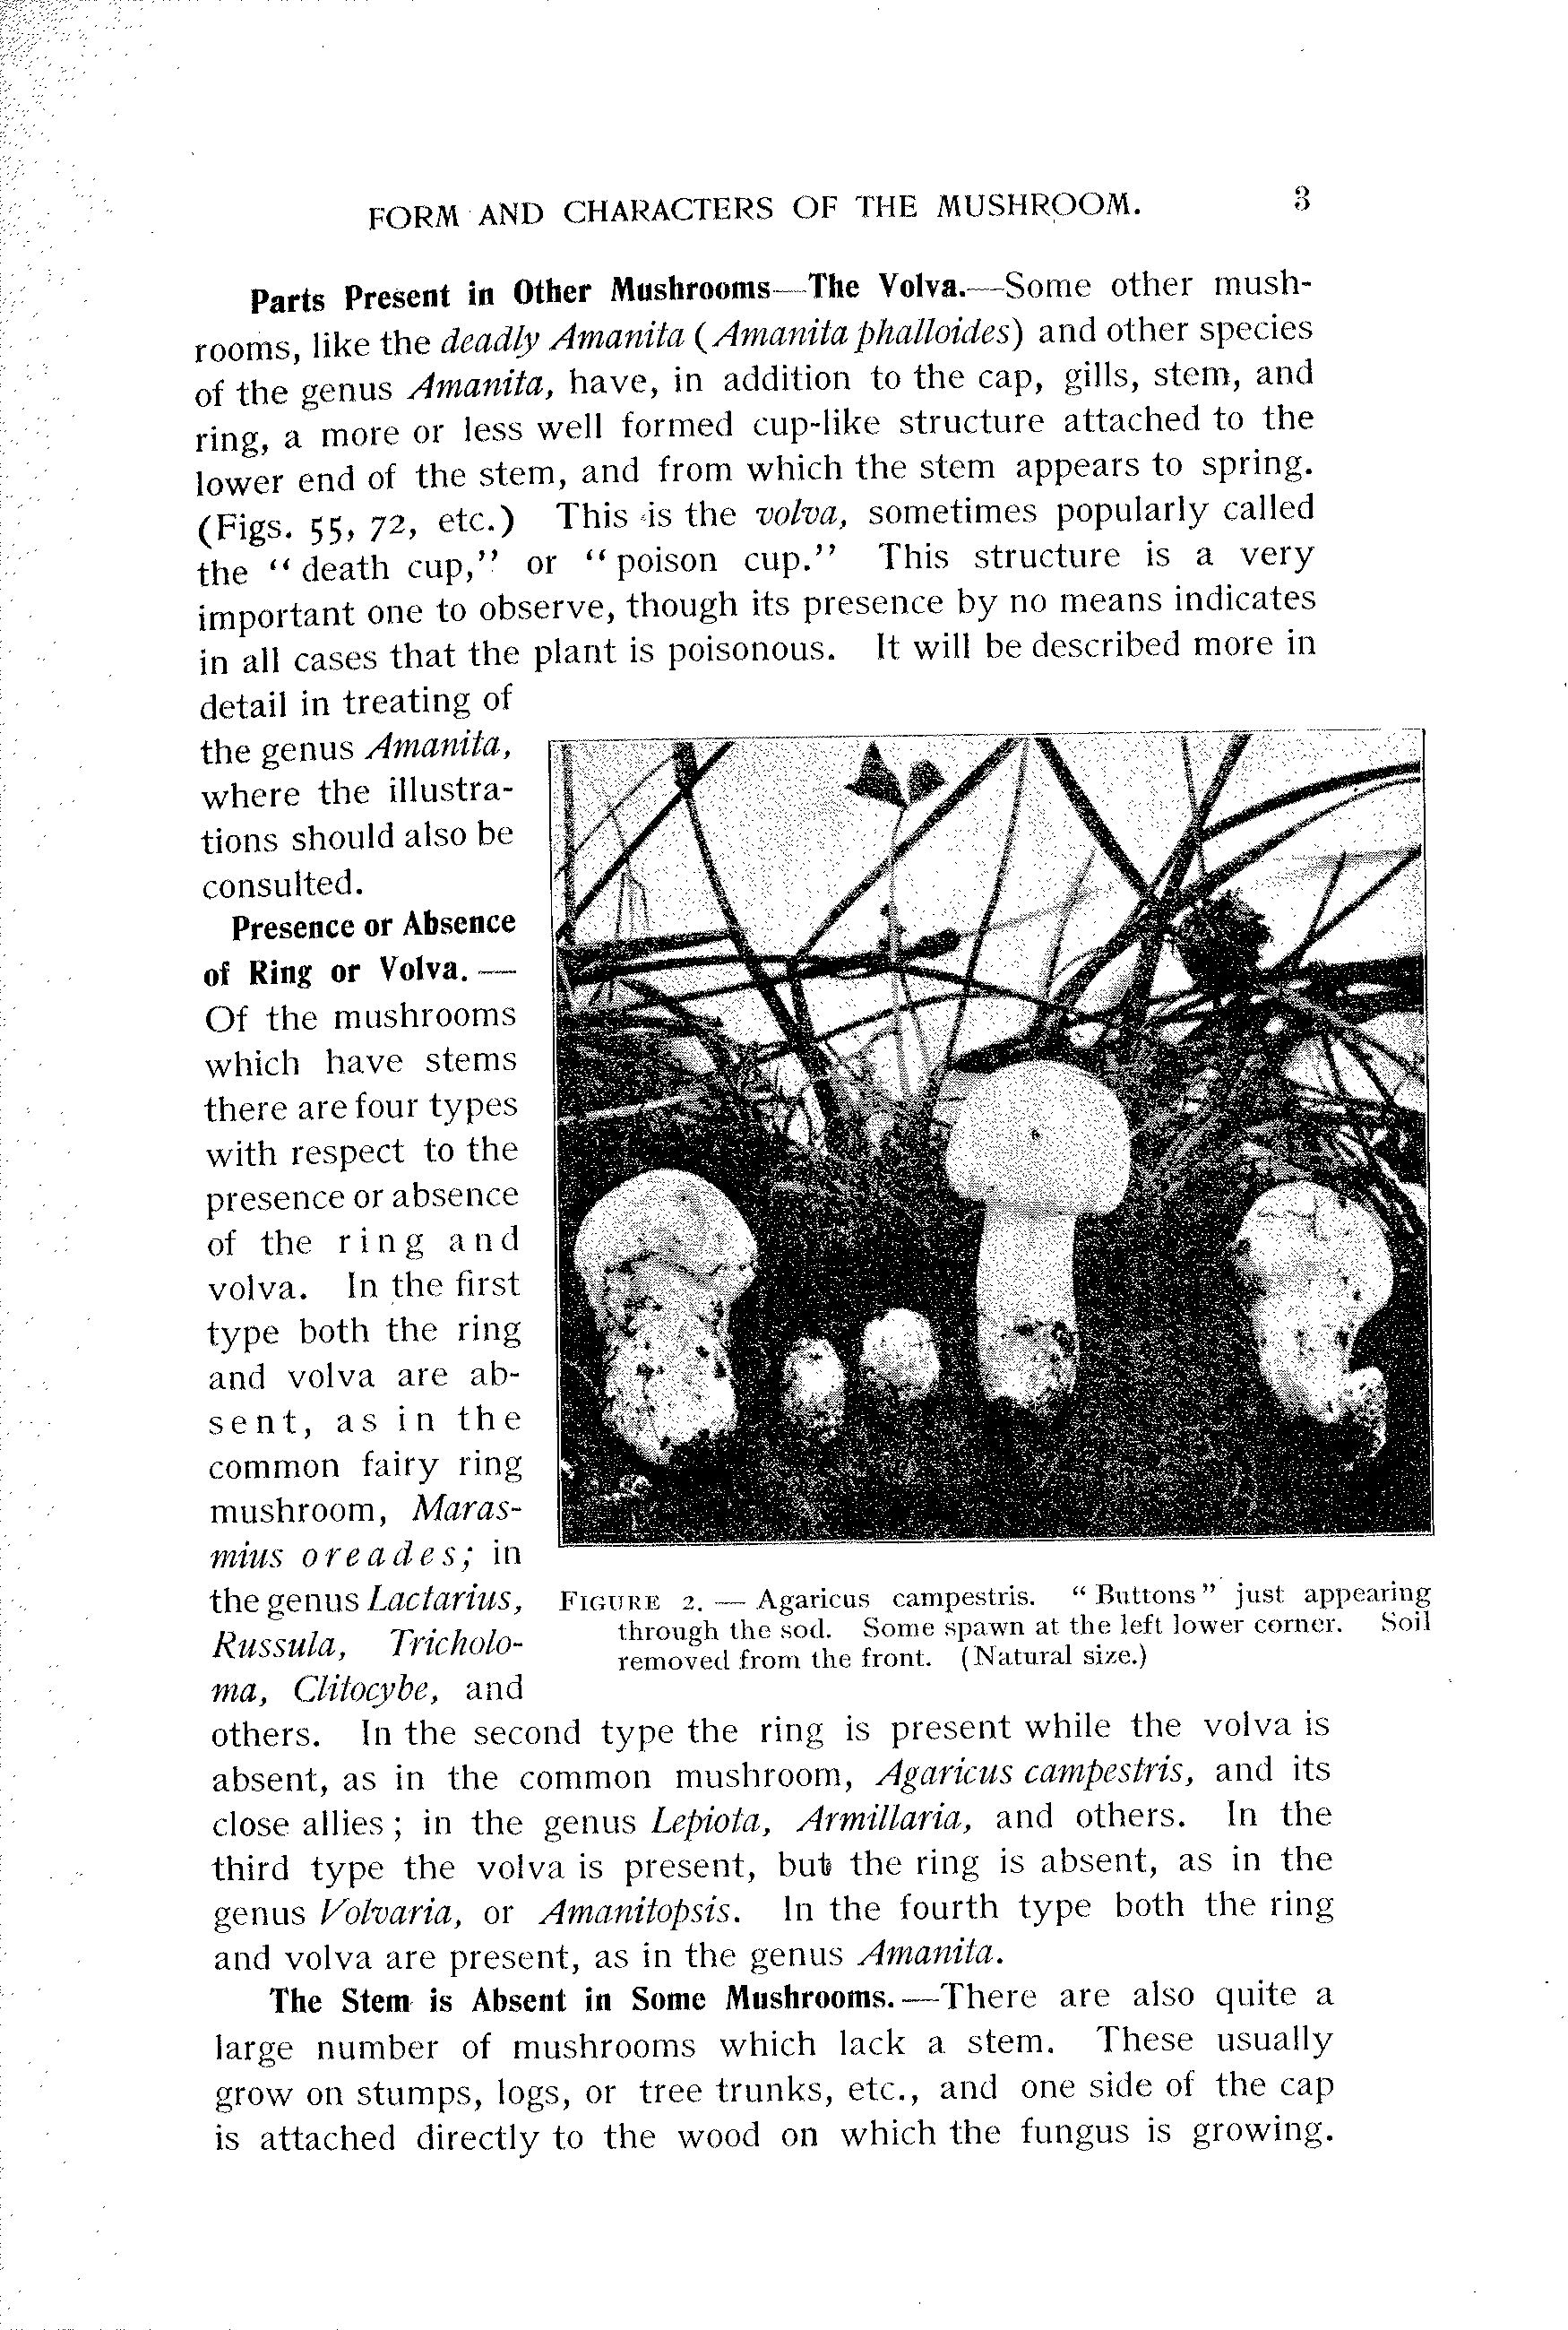 FORM AND CHARACTERS OF THE MUSHROOM. 3
Parts Present in Other Mushrooms—The Volva.—Some other mush-
rooms, like the deadly Amanita (Amanita phalloides) and other species
of the genus Amanita, have, in addition to the cap, gills, stem, and
ring, a more or less well formed cup-like structure attached to the
lower end of the stem, and from which the stem appears to spring.
(Figs. 55, 72, etc.) This is the volva, sometimes popularly called
the “death cup,” or “poison cup.” This structure is a very
important one to observe, though its presence by no means indicates
in all cases that the plant is poisonous. It will be described more in
detail in treating of
the genus Amanita,
where the illustra-
tions should also be
consulted.
Presence or Absence
of Ring or Volva.—
Of the mushrooms
which have stems
there are four types
with respect to the
presence or absence
of the ring and
volva. In the first
type both the ring
and volva are ab-
sent, as in the
common fairy ring
mushroom, Maras-
mius oreades; in
the genus Lactarius,
Russula, Tricholo-
ma, Clitocybe, and
others. In the second type the ring is present while the volva is
absent, as in the common mushroom, Agaricus campestris, and its
close allies; in the genus Lepiota, Armillaria, and others. In the
third type the volva is present, but the ring is absent, as in the
genus Volvaria, or Amanitopsis. In the fourth type both the ring
and volva are present, as in the genus Amanita.
The Stem is Absent in Some Mushrooms.—There are also quite a
large number of mushrooms which lack a stem. These usually
grow on stumps, logs, or tree trunks, etc., and one side of the cap
is attached directly to the wood on which the fungus is growing.
FIGURE 2.—Agaricus campestris. “Buttons” just appearing
through the sod. Some spawn at the left lower corner. Soil
removed from the front. (Natural size.)